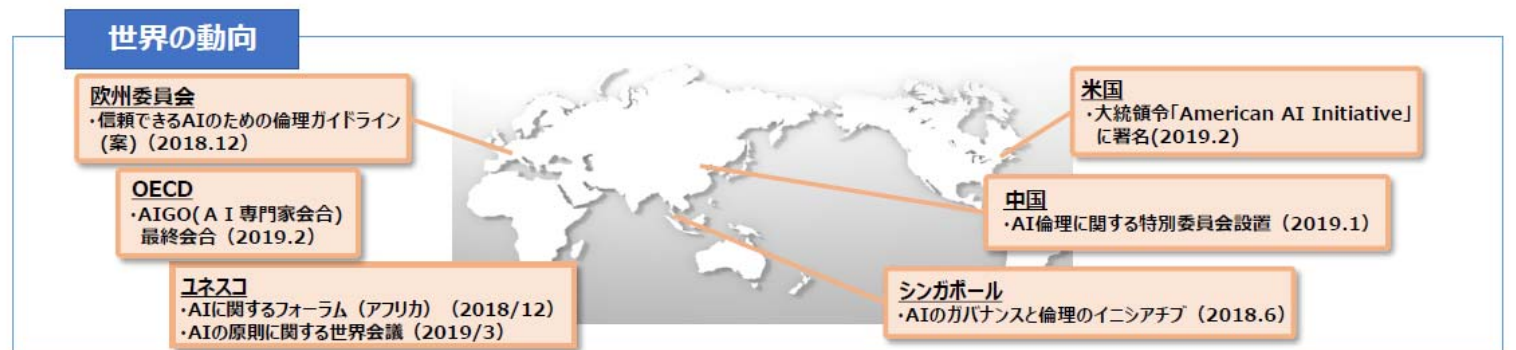 世界の動向
欧州委員会
・信頼できるAIのための倫理ガイドライン
(案)（2018.12）
OECD
・AIGO(ＡＩ専門家会合)
最終会合（2019.2）
ユネスコ
・AIに関するフォーラム（アフリカ）（2018/12）
・AIの原則に関する世界会議（2019/3）
米国
・大統領令「American AI Initiative」
に署名(2019.2)
中国
・AI倫理に関する特別委員会設置（2019.1）
シンガポール
・AIのガバナンスと倫理のイニシアチブ（2018.6）